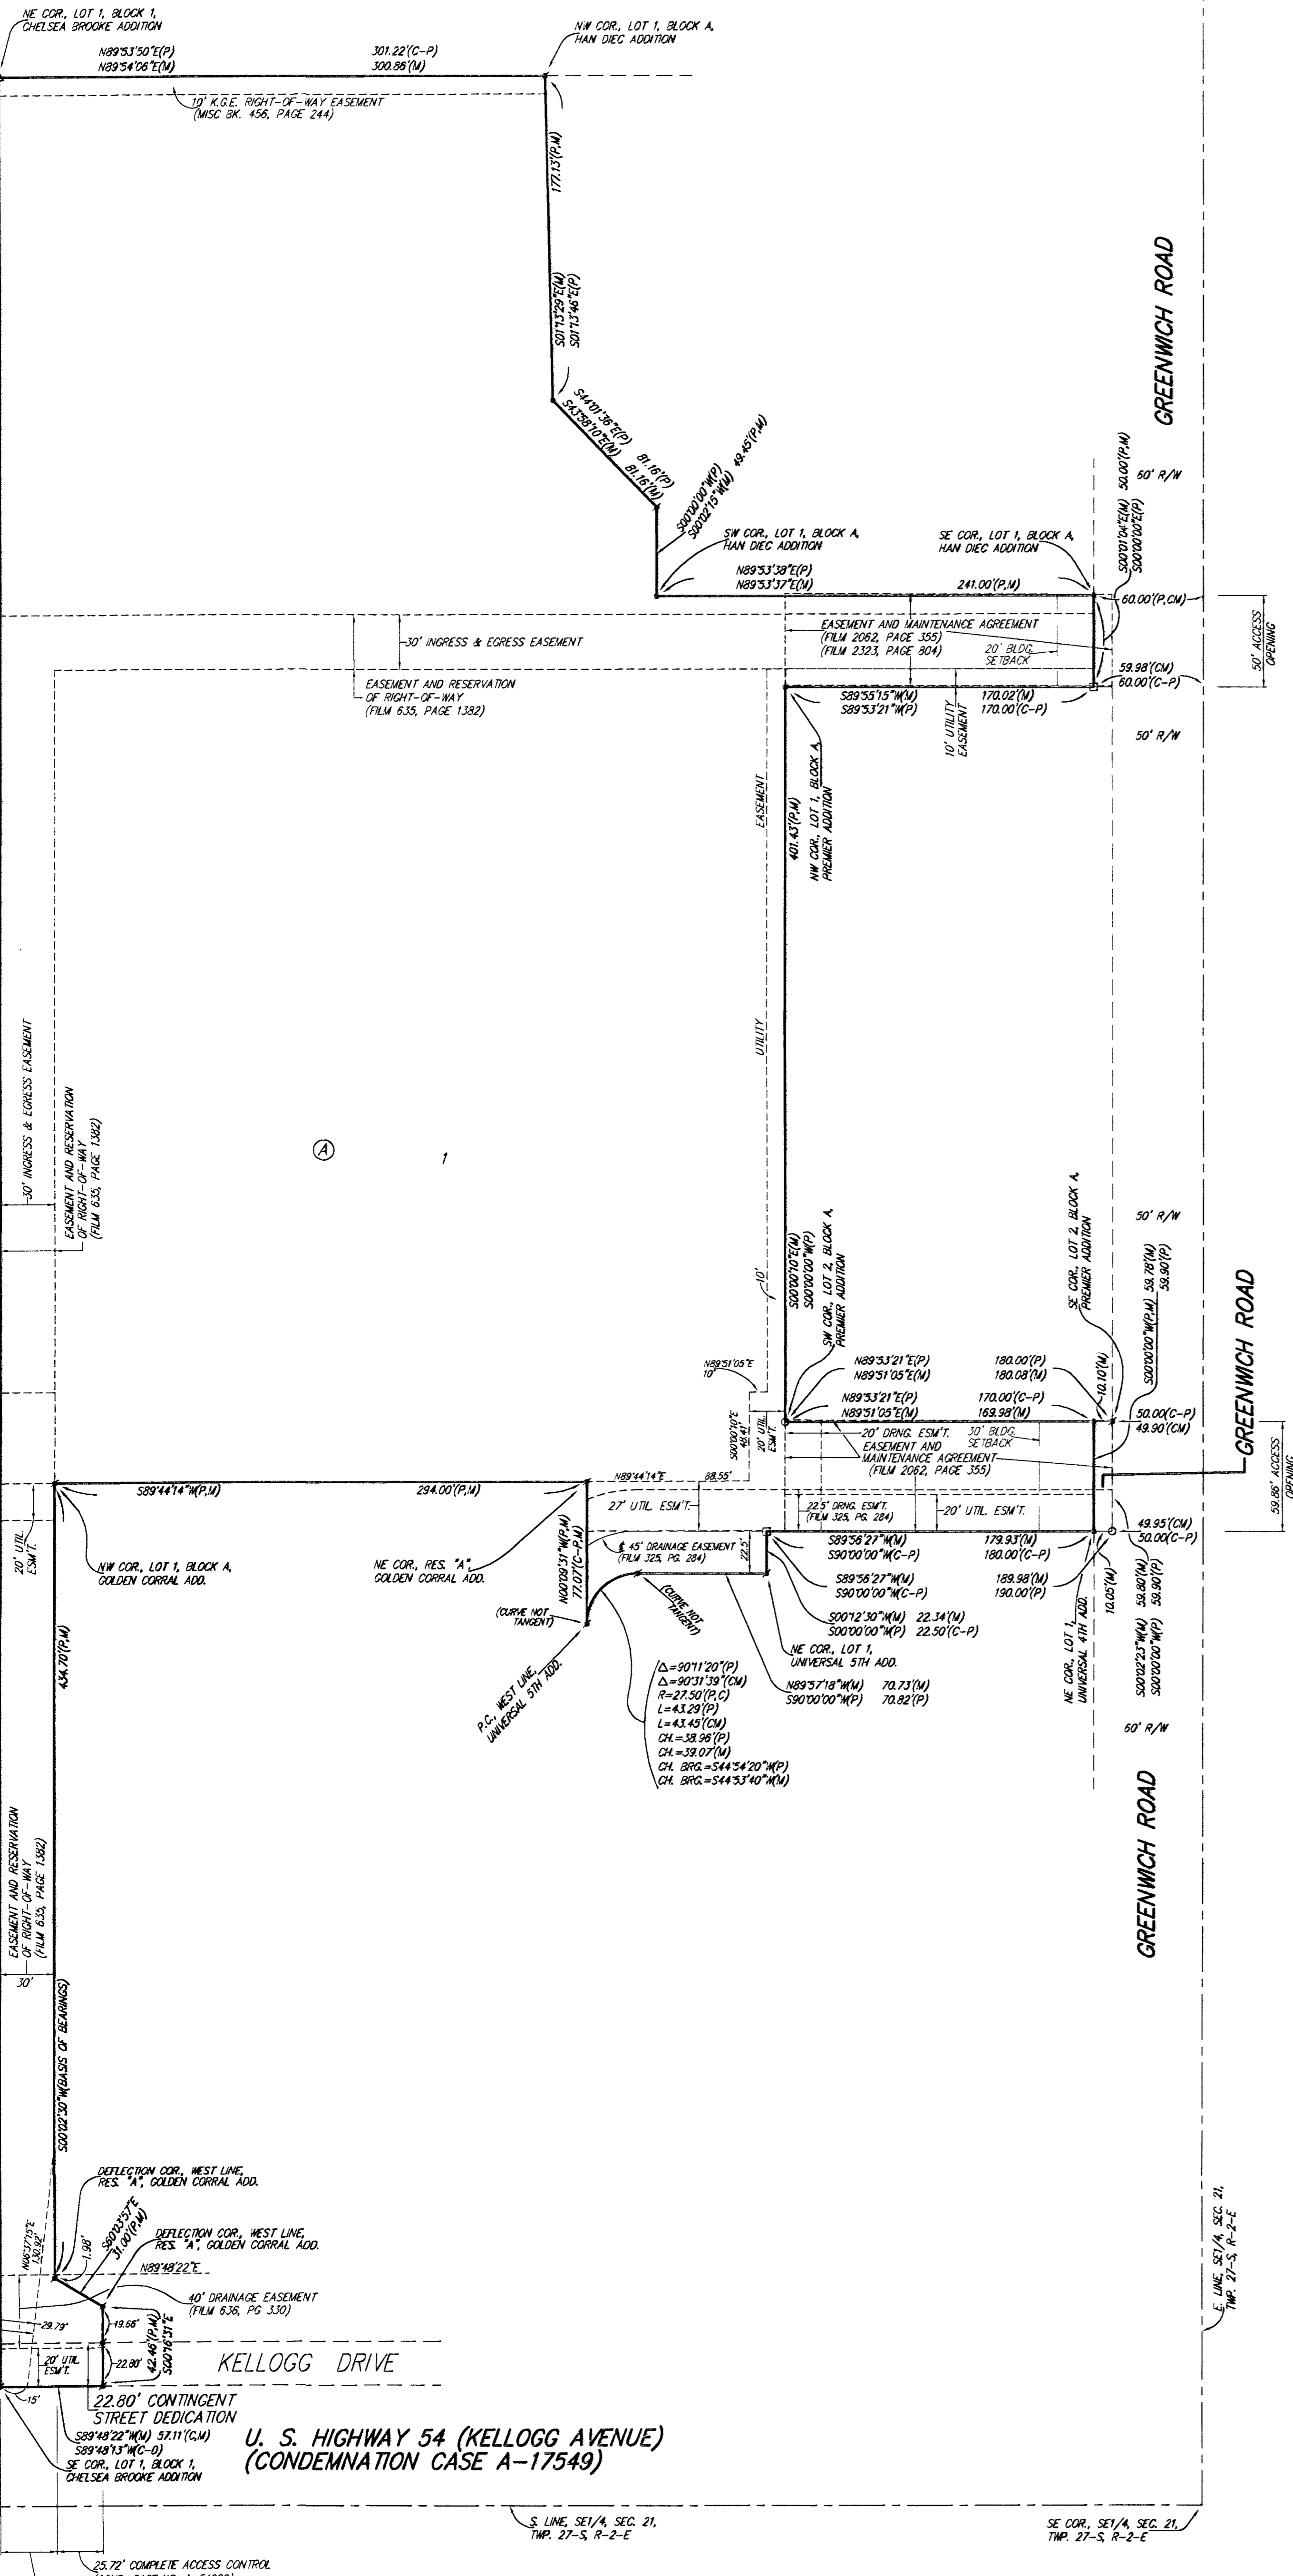 NE COR., LOT 1, BLOCK 1,
CHELSEA BROOKE ADDITION
N89°53'50"E(P)
N89°54'06"E(M)
301.22'(C-P)
300.86'(M)
NW COR., LOT 1, BLOCK A,
HAN DIEC ADDITION
10' K.G.E. RIGHT-OF-WAY EASEMENT
(MISC BK. 456, PAGE 244)
177.13'(P,M)
S01°13'29"E(M)
S01°13'46"E(P)
S44°01'36"E(P)
S43°58'10"E(M)
81.16'(P)
81.16'(M)
S00°00'00"W(P)
S00°02'15"W(M) 49.45'(P,M)
GREENWICH ROAD
60' R/W
S00°01'04"E(M) 50.00'(P,M)
S00°00'00"E(P)
SW COR., LOT 1, BLOCK A,
HAN DIEC ADDITION
SE COR., LOT 1, BLOCK A,
HAN DIEC ADDITION
N89°53'38"E(P)
N89°53'37"E(M)
241.00'(P,M)
60.00'(P,CM)
50' ACCESS
OPENING
30' INGRESS & EGRESS EASEMENT
EASEMENT AND MAINTENANCE AGREEMENT
(FILM 2062, PAGE 355)
(FILM 2323, PAGE 804)
20' BLDG.
SETBACK
59.98'(CM)
60.00'(C-P)
EASEMENT AND RESERVATION
OF RIGHT-OF-WAY
(FILM 635, PAGE 1382)
S89°55'15"W(M)
S89°53'21"W(P)
170.02'(M)
170.00'(C-P)
10' UTILITY
EASEMENT
50' R/W
NW COR., LOT 1, BLOCK A,
PREMIER ADDITION
401.43'(P,M)
EASEMENT
UTILITY
10'
30' INGRESS & EGRESS EASEMENT
EASEMENT AND RESERVATION
OF RIGHT-OF-WAY
(FILM 635, PAGE 1382)
A
1
S00°00'10"E(M)
S00°00'00"W(P)
SW COR., LOT 2, BLOCK A,
PREMIER ADDITION
SE COR., LOT 2, BLOCK A,
PREMIER ADDITION
50' R/W
S00°00'00"W(P,M) 59.78'(M)
59.90'(P)
GREENWICH ROAD
N89°51'05"E
10'
N89°53'21"E(P)
N89°51'05"E(M)
180.00'(P)
180.08'(M)
10.10'(M)
N89°53'21"E(P)
N89°51'05"E(M)
170.00'(C-P)
169.98'(M)
50.00(C-P)
49.90'(CM)
S00°00'10"E
48.41'
20' UTIL.
ESM'T.
20' DRNG. ESM'T.
30' BLDG.
SETBACK
EASEMENT AND
MAINTENANCE AGREEMENT
(FILM 2062, PAGE 355)
59.86' ACCESS
OPENING
N89°44'14"E
88.55'
S89°44'14"W(P,M)
294.00'(P,M)
20' UTIL.
ESM'T.
27' UTIL. ESM'T.
22.5' DRNG. ESM'T.
(FILM 325, PG. 284)
20' UTIL. ESM'T.
49.95'(CM)
50.00'(C-P)
NW COR., LOT 1, BLOCK A,
GOLDEN CORRAL ADD.
NE COR., RES. "A",
GOLDEN CORRAL ADD.
N00°09'31"W(P,M)
77.07'(C-P,M)
℄ 45' DRAINAGE EASEMENT
(FILM 325, PG. 284)
22.5'
S89°56'27"W(M)
S90°00'00"W(C-P)
179.93'(M)
180.00'(C-P)
S89°56'27"W(M)
S90°00'00"W(C-P)
189.98'(M)
190.00'(P)
10.05'(M)
S00°02'23"W(M) 59.80'(M)
S00°00'00"W(P) 59.90'(P)
(CURVE NOT
TANGENT)
(CURVE NOT
TANGENT)
S00°12'30"W(M) 22.34'(M)
S00°00'00"W(P) 22.50'(C-P)
NE COR., LOT 1,
UNIVERSAL 5TH ADD.
NE COR., LOT 1,
UNIVERSAL 4TH ADD.
N89°57'18"W(M) 70.73'(M)
S90°00'00"W(P) 70.82'(P)
P.C., WEST LINE,
UNIVERSAL 5TH ADD.
Δ=90°11'20"(P)
Δ=90°31'39"(CM)
R=27.50'(P,C)
L=43.29'(P)
L=43.45'(CM)
CH.=38.96'(P)
CH.=39.07'(M)
CH. BRG.=S44°54'20"W(P)
CH. BRG.=S44°53'40"W(M)
60' R/W
GREENWICH ROAD
434.70'(P,M)
EASEMENT AND RESERVATION
OF RIGHT-OF-WAY
(FILM 635, PAGE 1382)
30'
S00°02'30"W(BASIS OF BEARINGS)
DEFLECTION COR., WEST LINE,
RES. "A", GOLDEN CORRAL ADD.
N06°37'15"E
130.92'
1.98'
S60°03'57"E
31.00'(P,M)
DEFLECTION COR., WEST LINE,
RES. "A", GOLDEN CORRAL ADD.
N89°48'22"E
40' DRAINAGE EASEMENT
(FILM 636, PG 330)
29.79'
19.66'
42.46'(P,M)
S00°16'31"E
20' UTIL.
ESM'T.
22.80'
KELLOGG DRIVE
15'
22.80' CONTINGENT
STREET DEDICATION
S89°48'22"W(M) 57.11'(C,M)
S89°48'13"W(C-D)
SE COR., LOT 1, BLOCK 1,
CHELSEA BROOKE ADDITION
U. S. HIGHWAY 54 (KELLOGG AVENUE)
(CONDEMNATION CASE A-17549)
E. LINE, SE1/4, SEC. 21,
TWP. 27-S, R-2-E
S. LINE, SE1/4, SEC. 21,
TWP. 27-S, R-2-E
SE COR., SE1/4, SEC. 21,
TWP. 27-S, R-2-E
25.72' COMPLETE ACCESS CONTROL